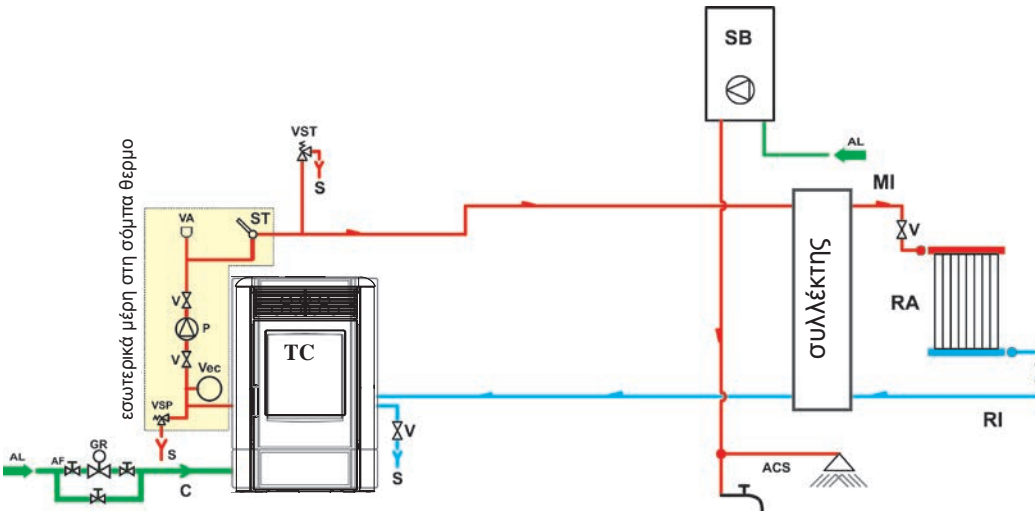 SB
AL
VST
S
MI
εσωτερικά μέρη στη σόμπα θερμο
VA
ST
V
συλλέκτης
V
P
RA
TC
V
Vec
VSP
RI
V
S
GR
AL
AF
S
C
ACS